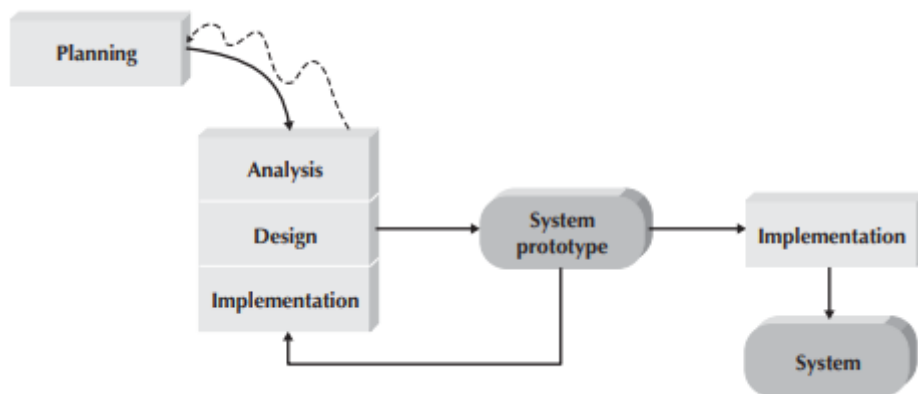 Planning
Analysis
Design
Implementation
System
prototype
Implementation
System